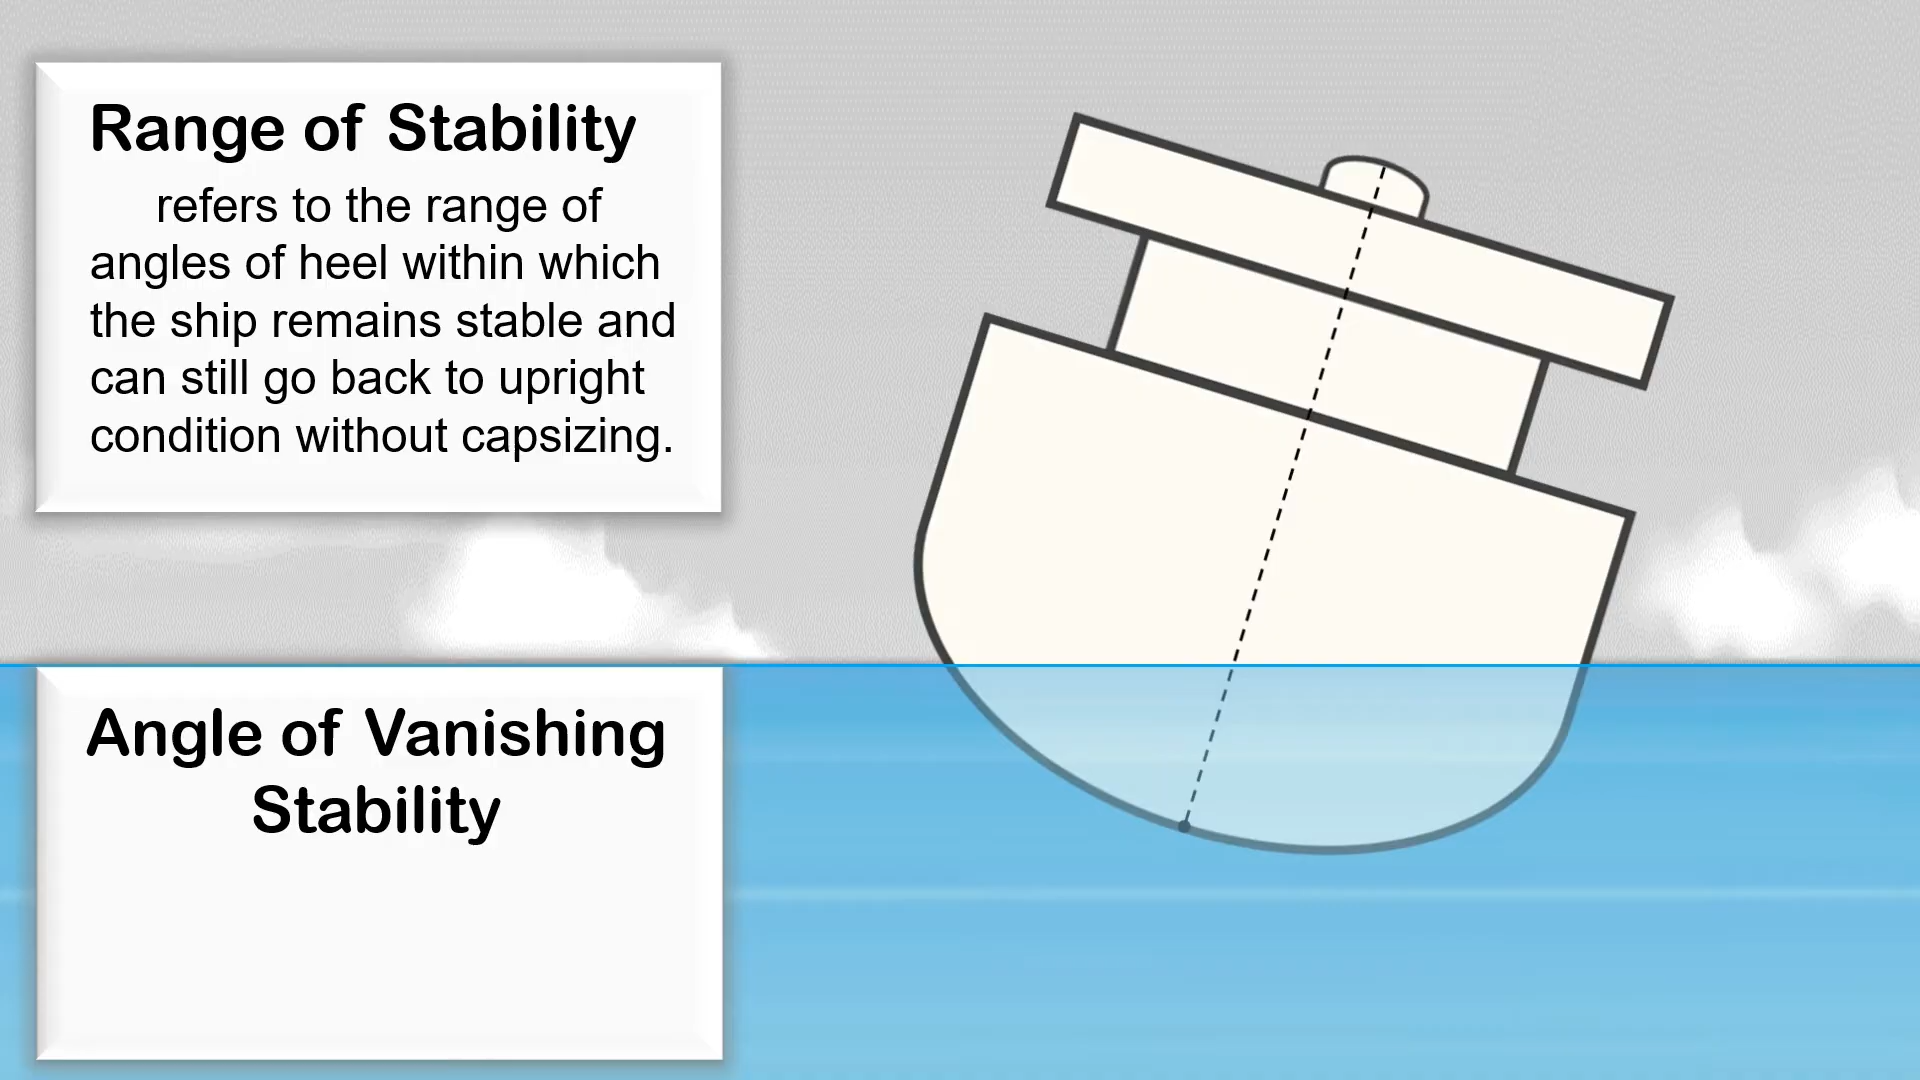 Range of Stability
refers to the range of
angles of heel within which
the ship remains stable and
can still go back to upright
condition without capsizing.
Angle of Vanishing
Stability